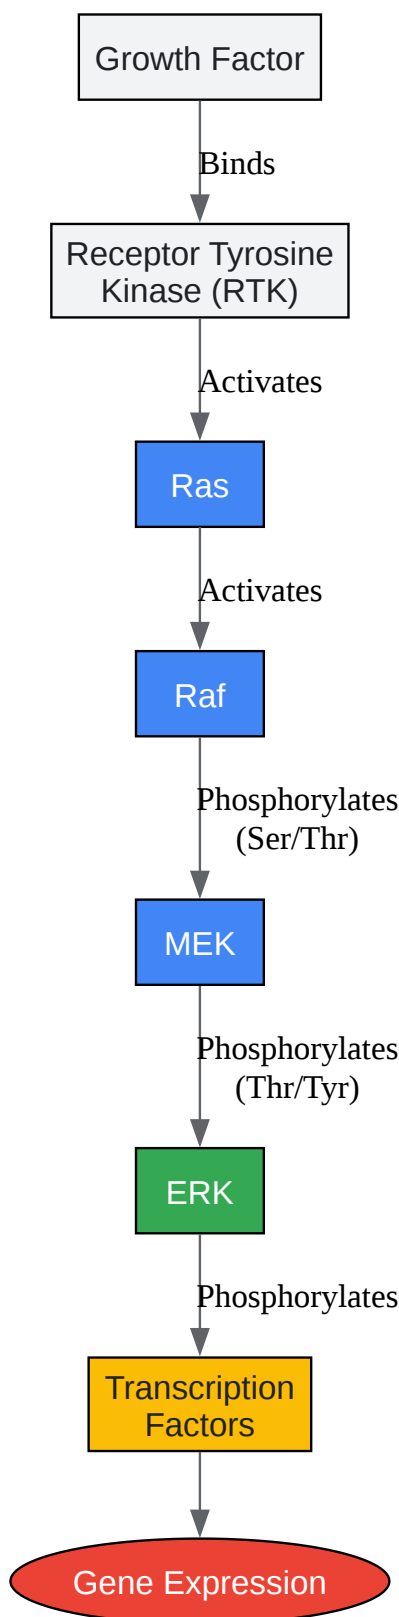 Growth Factor
Binds
Receptor Tyrosine
Kinase (RTK)
Activates
Ras
Activates
Raf
Phosphorylates
(Ser/Thr)
MEK
Phosphorylates
(Thr/Tyr)
ERK
Phosphorylates
Transcription
Factors
Gene Expression